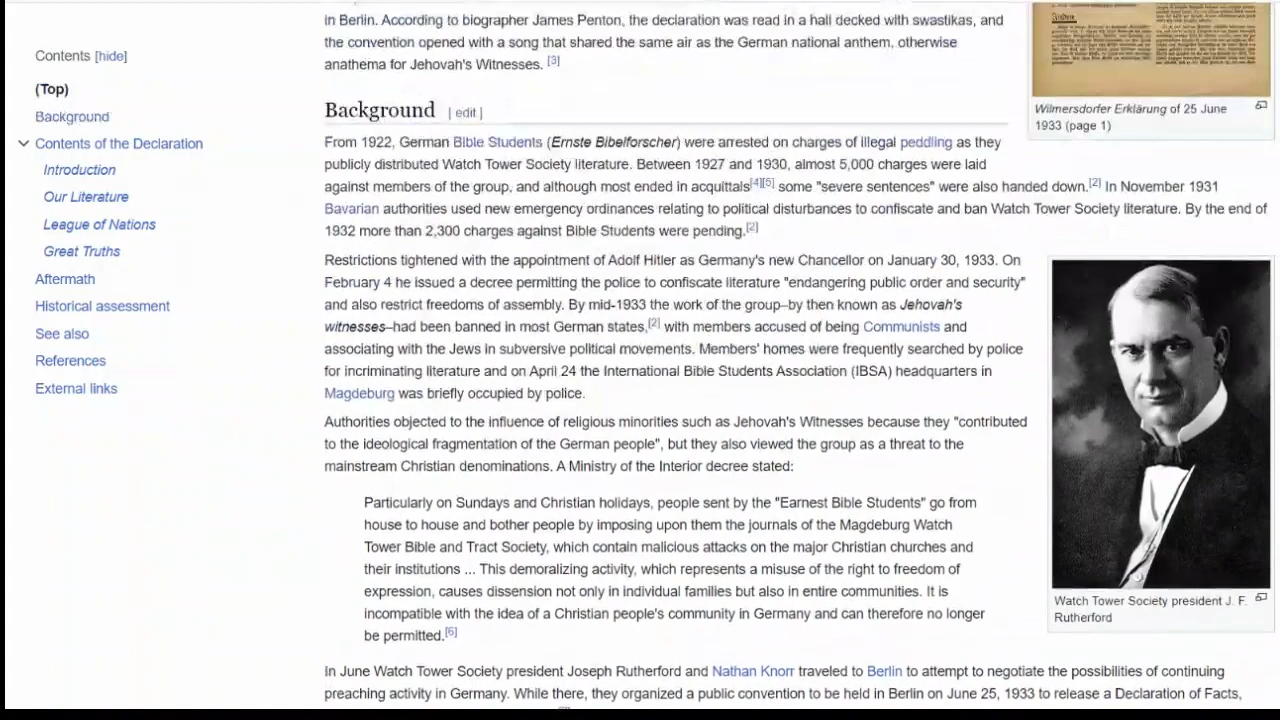 in Berlin. According to biographer James Penton, the declaration was read in a hall decked with swastikas, and
the convention opened with a song that shared the same air as the German national anthem, otherwise
anathema for Jehovah's Witnesses. [3]
Contents [hide]
(Top)
Background
Contents of the Declaration
Introduction
Our Literature
League of Nations
Great Truths
Aftermath
Historical assessment
See also
References
External links
Background [ edit ]
Wilmersdorfer Erklärung of 25 June
1933 (page 1)
From 1922, German Bible Students (Ernste Bibelforscher) were arrested on charges of illegal peddling as they
publicly distributed Watch Tower Society literature. Between 1927 and 1930, almost 5,000 charges were laid
against members of the group, and although most ended in acquittals[4][5] some "severe sentences" were also handed down.[2] In November 1931
Bavarian authorities used new emergency ordinances relating to political disturbances to confiscate and ban Watch Tower Society literature. By the end of
1932 more than 2,300 charges against Bible Students were pending.[2]
Restrictions tightened with the appointment of Adolf Hitler as Germany's new Chancellor on January 30, 1933. On
February 4 he issued a decree permitting the police to confiscate literature "endangering public order and security"
and also restrict freedoms of assembly. By mid-1933 the work of the group–by then known as Jehovah's
witnesses–had been banned in most German states,[2] with members accused of being Communists and
associating with the Jews in subversive political movements. Members' homes were frequently searched by police
for incriminating literature and on April 24 the International Bible Students Association (IBSA) headquarters in
Magdeburg was briefly occupied by police.
Authorities objected to the influence of religious minorities such as Jehovah's Witnesses because they "contributed
to the ideological fragmentation of the German people", but they also viewed the group as a threat to the
mainstream Christian denominations. A Ministry of the Interior decree stated:
Particularly on Sundays and Christian holidays, people sent by the "Earnest Bible Students" go from
house to house and bother people by imposing upon them the journals of the Magdeburg Watch
Tower Bible and Tract Society, which contain malicious attacks on the major Christian churches and
their institutions ... This demoralizing activity, which represents a misuse of the right to freedom of
expression, causes dissension not only in individual families but also in entire communities. It is
incompatible with the idea of a Christian people's community in Germany and can therefore no longer
be permitted.[6]
Watch Tower Society president J. F.
Rutherford
In June Watch Tower Society president Joseph Rutherford and Nathan Knorr traveled to Berlin to attempt to negotiate the possibilities of continuing
preaching activity in Germany. While there, they organized a public convention to be held in Berlin on June 25, 1933 to release a Declaration of Facts,